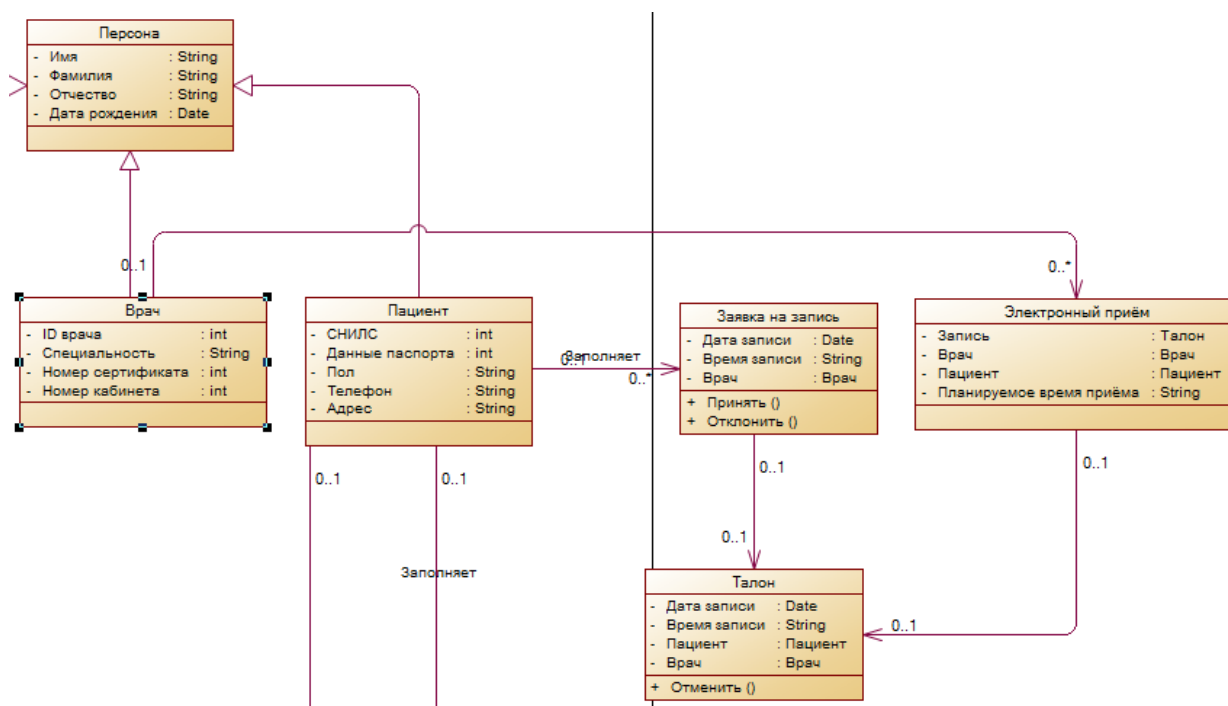 Персона
- Имя : String
- Фамилия : String
- Отчество : String
- Дата рождения : Date
0..1
0..*
Врач
- ID врача : int
- Специальность : String
- Номер сертификата : int
- Номер кабинета : int
Пациент
- СНИЛС : int
- Данные паспорта : int
- Пол : String
- Телефон : String
- Адрес : String
0..1
Заполняет
0..*
Заявка на запись
- Дата записи : Date
- Время записи : String
- Врач : Врач
+ Принять ()
+ Отклонить ()
Электронный приём
- Запись : Талон
- Врач : Врач
- Пациент : Пациент
- Планируемое время приёма : String
0..1
0..1
0..1
0..1
0..1
Заполняет
Талон
- Дата записи : Date
- Время записи : String
- Пациент : Пациент
- Врач : Врач
+ Отменить ()
0..1